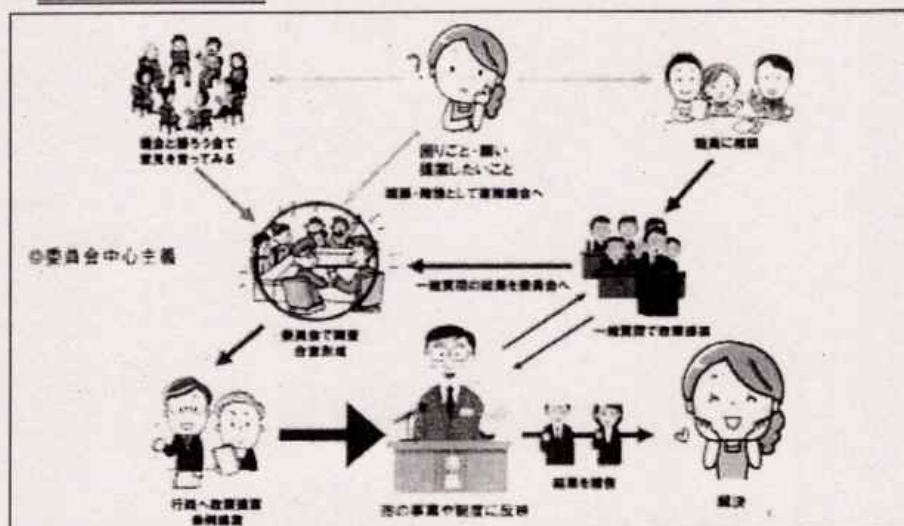 議会と語ろう会で
意見を言ってみる
?
困りごと・願い
提案したいこと
請願・陳情として直接議会へ
議員に相談
◎委員会中心主義
一般質問の結果を委員会へ
委員会で調査
合意形成
一般質問で政策提案
行政へ政策提言
条例提案
市の事業や制度に反映
結果を報告
解決